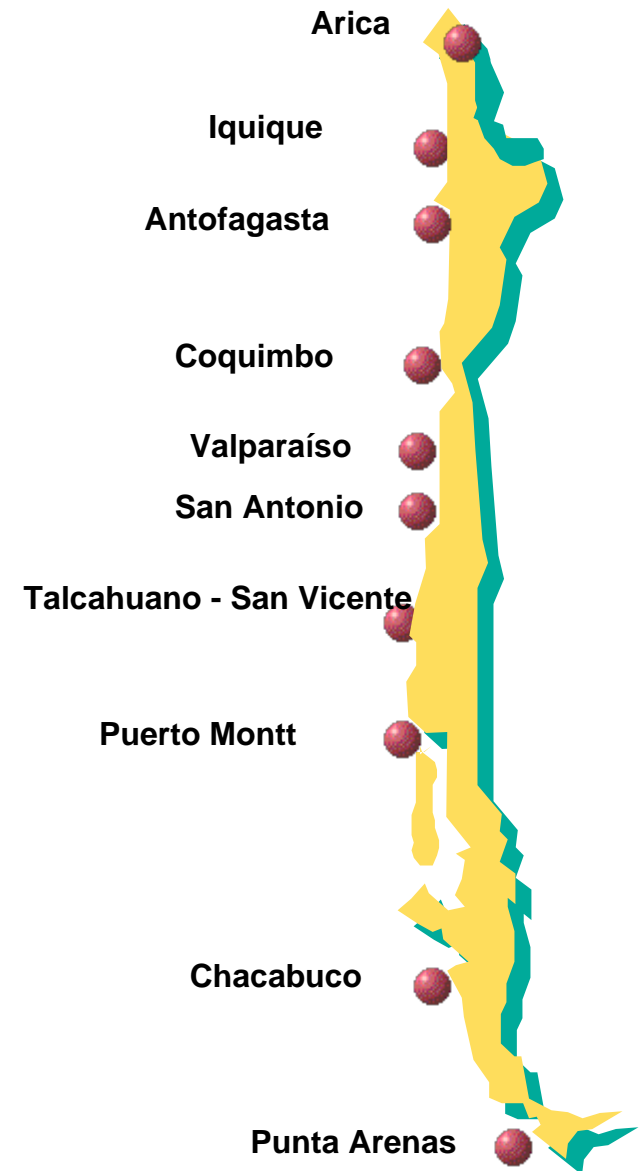 Arica
Iquique
Antofagasta
Coquimbo
Valparaíso
San Antonio
Talcahuano - San Vicente
Puerto Montt
Chacabuco
Punta Arenas